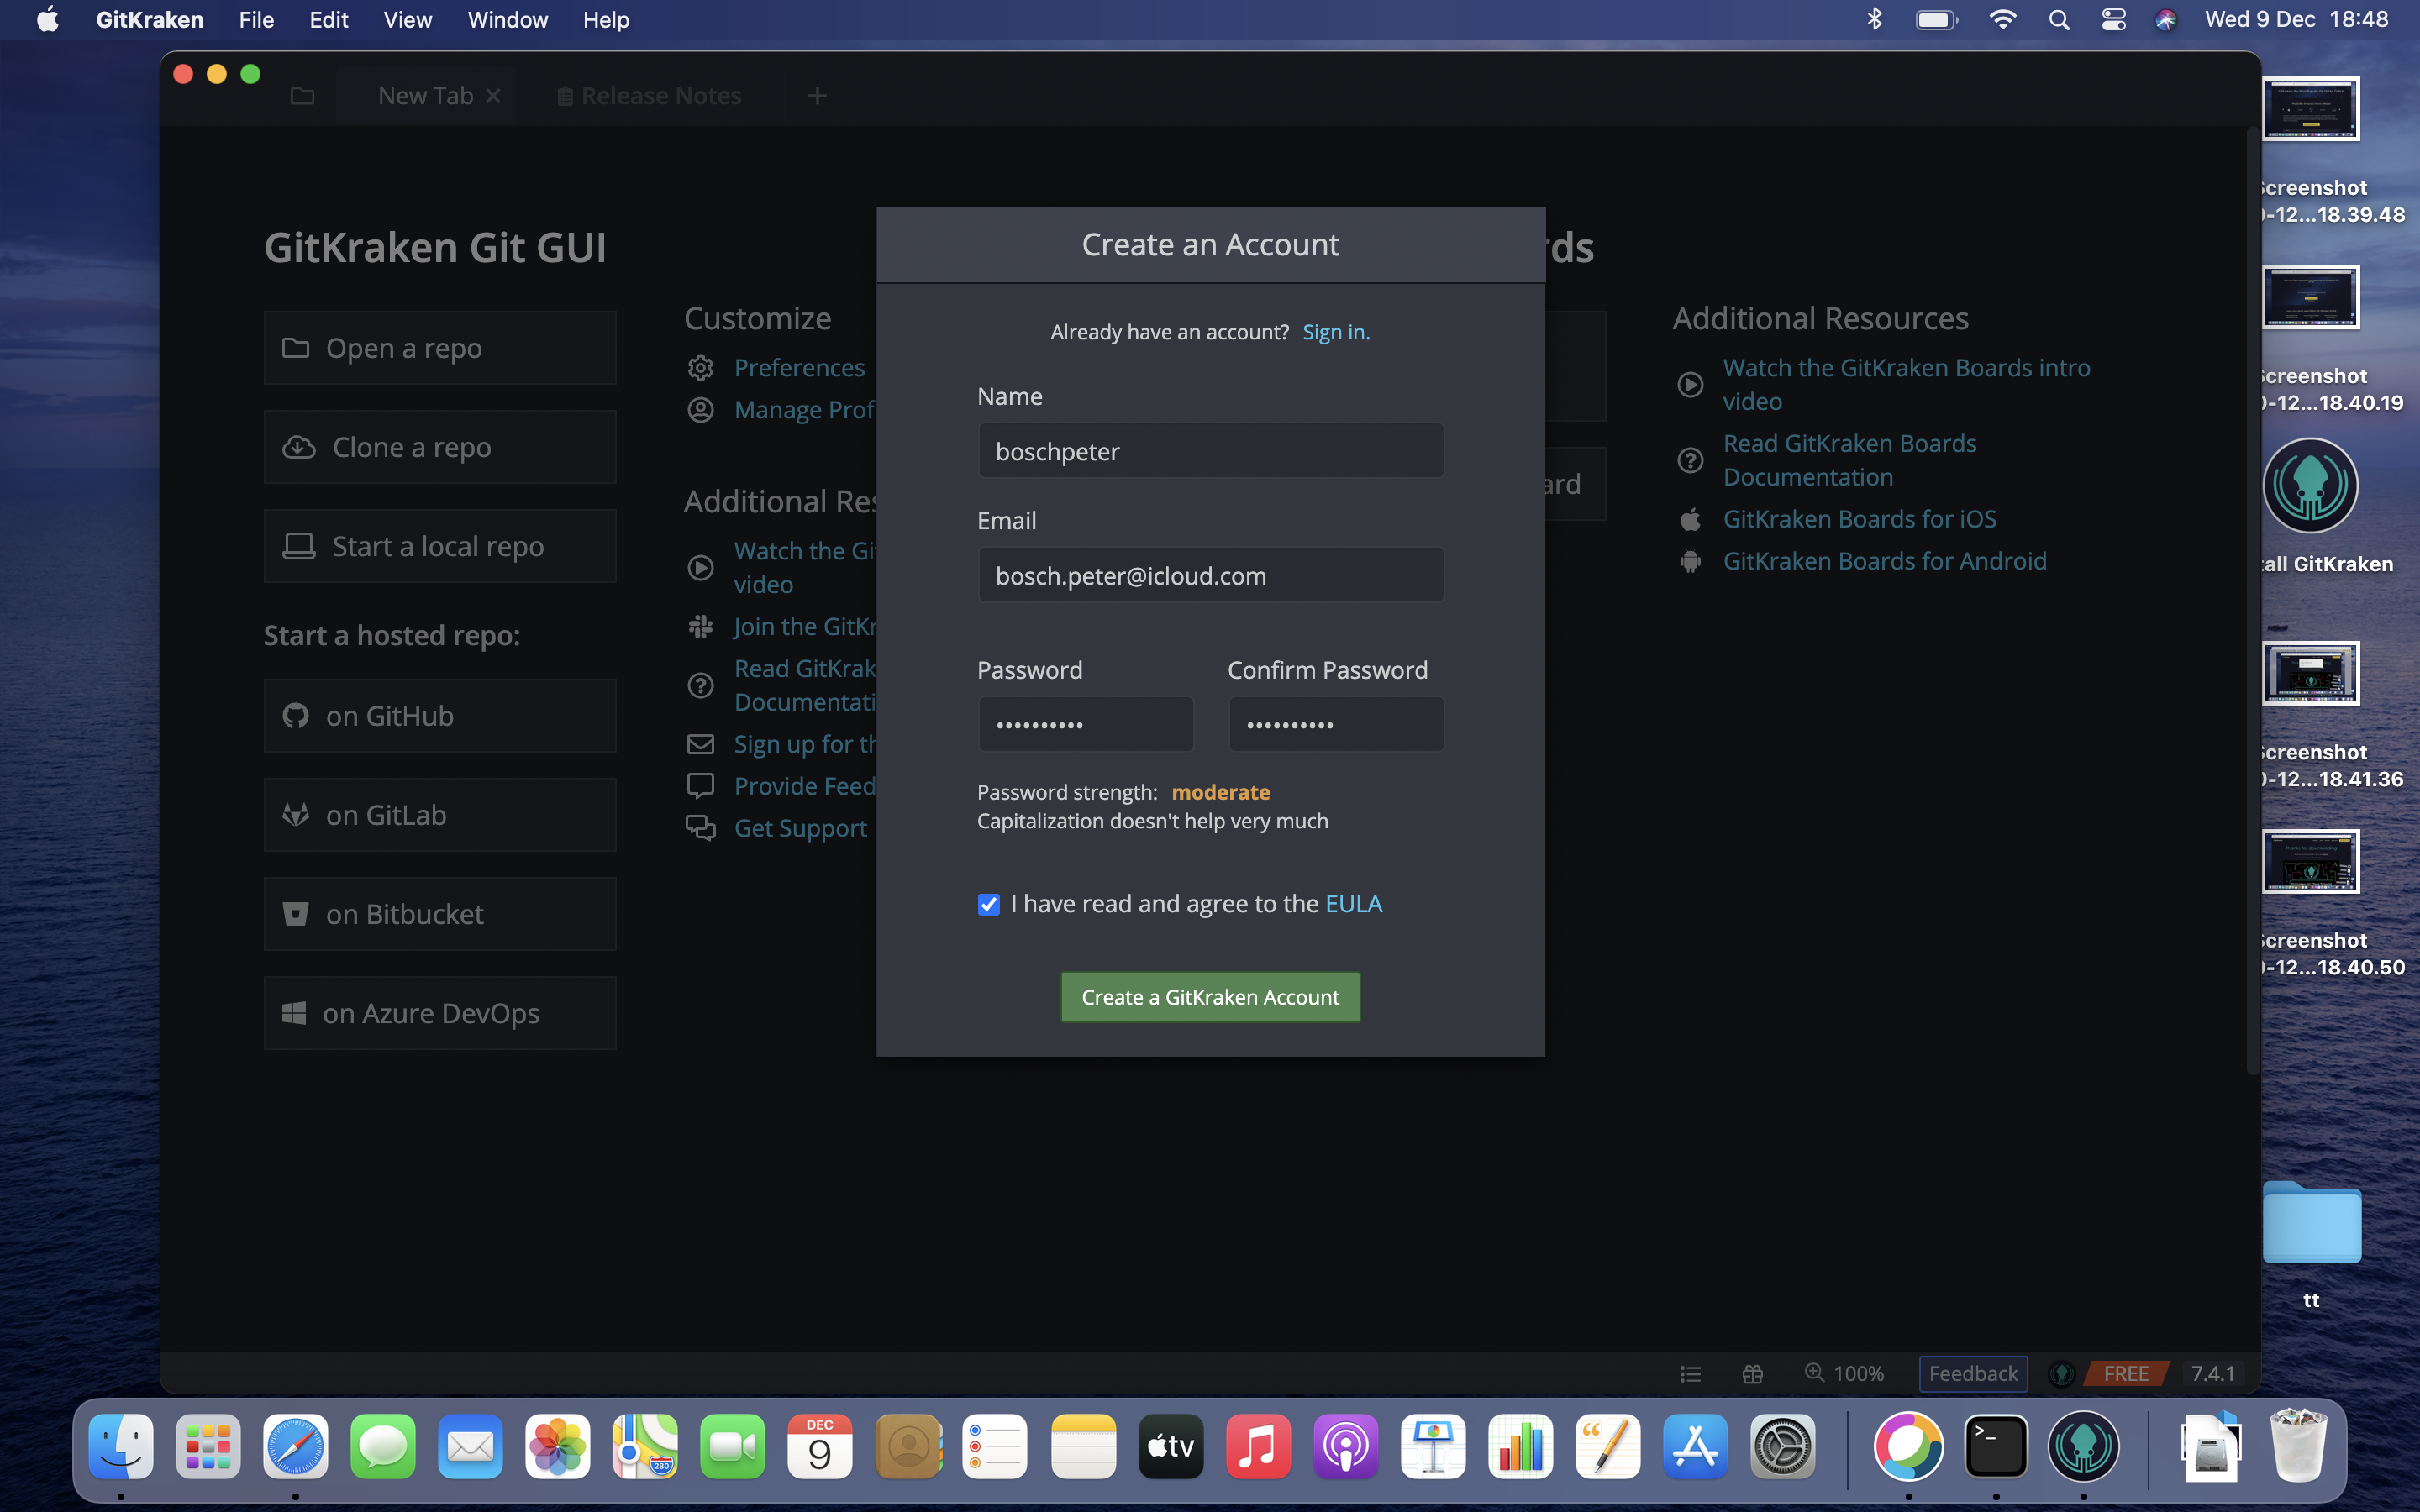 GitKraken File Edit View Window Help
Wed 9 Dec 18:48
New Tab
Release Notes
GitKraken Git GUI
Open a repo
Clone a repo
Start a local repo
Start a hosted repo:
on GitHub
on GitLab
on Bitbucket
on Azure DevOps
Customize
Preferences
Manage Prof
Additional Res
Watch the Gi
video
Join the GitKr
Read GitKrak
Documentati
Sign up for th
Provide Feed
Get Support
Create an Account
Already have an account? Sign in.
Name
boschpeter
Email
bosch.peter@icloud.com
Password
Confirm Password
••••••••••
••••••••••
Password strength: moderate
Capitalization doesn't help very much
I have read and agree to the EULA
Create a GitKraken Account
rds
ard
Additional Resources
Watch the GitKraken Boards intro
video
Read GitKraken Boards
Documentation
GitKraken Boards for iOS
GitKraken Boards for Android
Screenshot
0-12...18.39.48
Screenshot
0-12...18.40.19
tall GitKraken
Screenshot
0-12...18.41.36
Screenshot
0-12...18.40.50
tt
100%
Feedback
FREE
7.4.1
DEC
9
tv
280